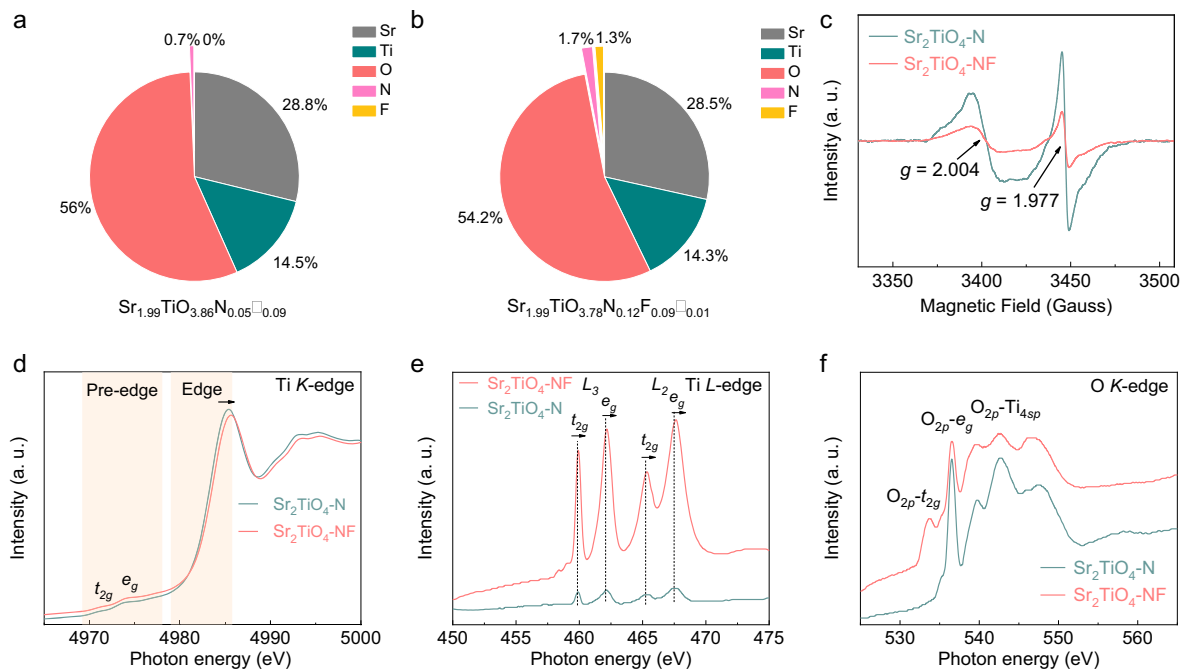 a
0.7% 0%
Sr
Ti
O
N
F
28.8%
56%
14.5%
Sr1.99TiO3.86N0.05□0.09
b
1.7% 1.3%
Sr
Ti
O
N
F
28.5%
54.2%
14.3%
Sr1.99TiO3.78N0.12F0.09□0.01
c
Sr2TiO4-N
Sr2TiO4-NF
g = 2.004
g = 1.977
Intensity (a. u.)
3350 3400 3450 3500
Magnetic Field (Gauss)
d
Pre-edge Edge Ti K-edge
Sr2TiO4-N
Sr2TiO4-NF
t2g eg
Intensity (a. u.)
4970 4980 4990 5000
Photon energy (eV)
e
Sr2TiO4-NF
Sr2TiO4-N
L3 L2 Ti L-edge
t2g eg t2g eg
Intensity (a. u.)
450 455 460 465 470 475
Photon energy (eV)
f
O K-edge
O2p-eg O2p-Ti4sp
O2p-t2g
Sr2TiO4-N
Sr2TiO4-NF
Intensity (a. u.)
530 540 550 560
Photon energy (eV)